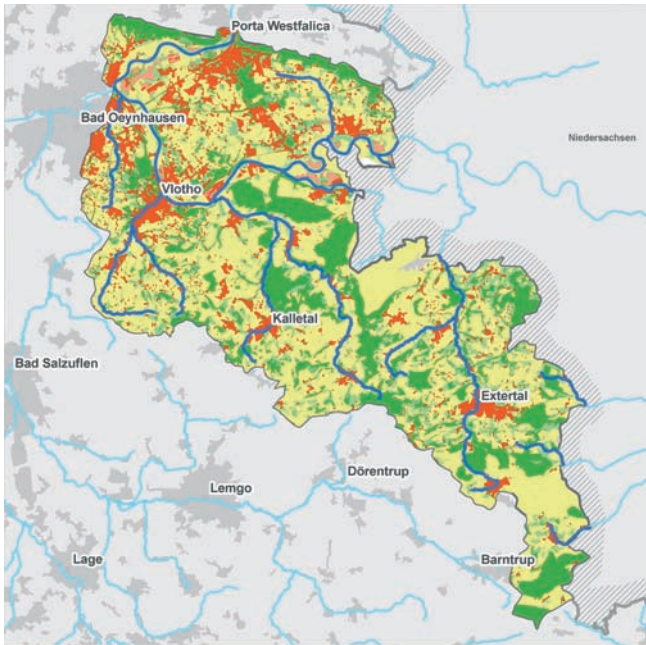 Porta Westfalica
Bad Oeynhausen
Niedersachsen
Vlotho
Kalletal
Bad Salzuflen
Extertal
Dörentrup
Lemgo
Lage
Barntrup